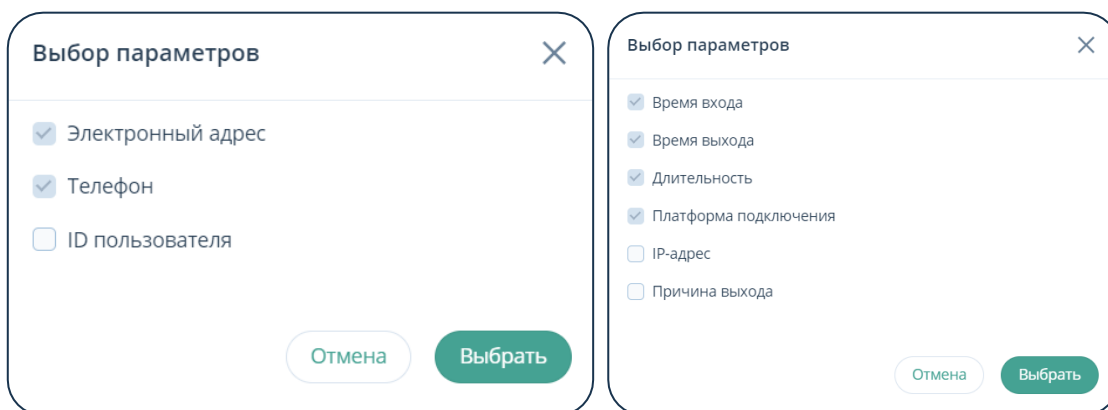 Выбор параметров
Электронный адрес
Телефон
ID пользователя
Отмена
Выбрать
Выбор параметров
Время входа
Время выхода
Длительность
Платформа подключения
IP-адрес
Причина выхода
Отмена
Выбрать